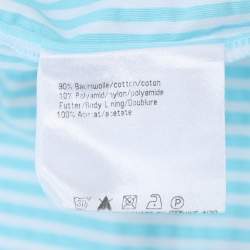 90% Baumwolle/cotton/coton
10% Polyamid/nylon/polyamide
Futter/Body Lining/Doublure
100% Acetat/acetate